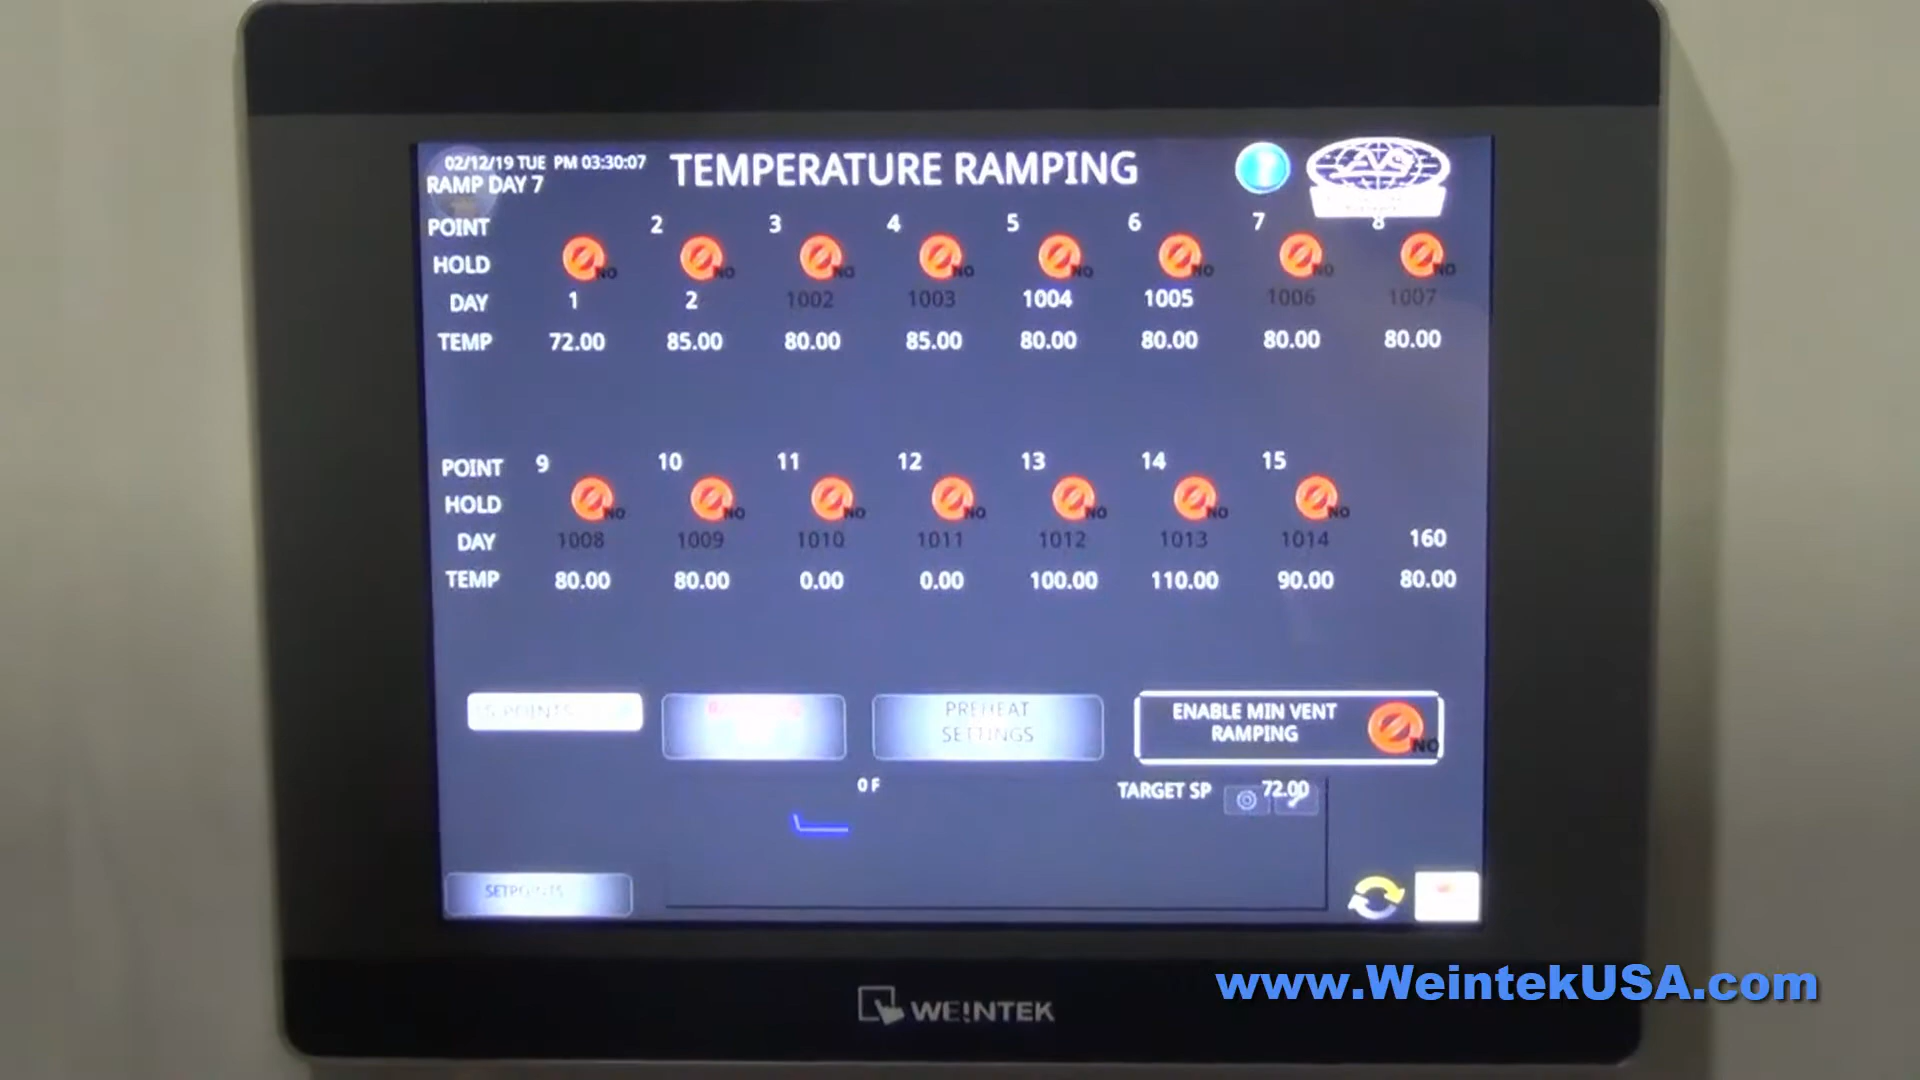 02/12/19 TUE PM 03:30:07
TEMPERATURE RAMPING
RAMP DAY 7
AVS
POINT 2 3 4 5 6 7 8
HOLD NO NO NO NO NO NO NO NO
DAY 1 2 1002 1003 1004 1005 1006 1007
TEMP 72.00 85.00 80.00 85.00 80.00 80.00 80.00 80.00
POINT 9 10 11 12 13 14 15
HOLD NO NO NO NO NO NO NO
DAY 1008 1009 1010 1011 1012 1013 1014 160
TEMP 80.00 80.00 0.00 0.00 100.00 110.00 90.00 80.00
15 POINTS
PREHEAT
SETTINGS
ENABLE MIN VENT
RAMPING
NO
0 F
TARGET SP 72.00
SETPOINTS
WEINTEK
www.WeintekUSA.com